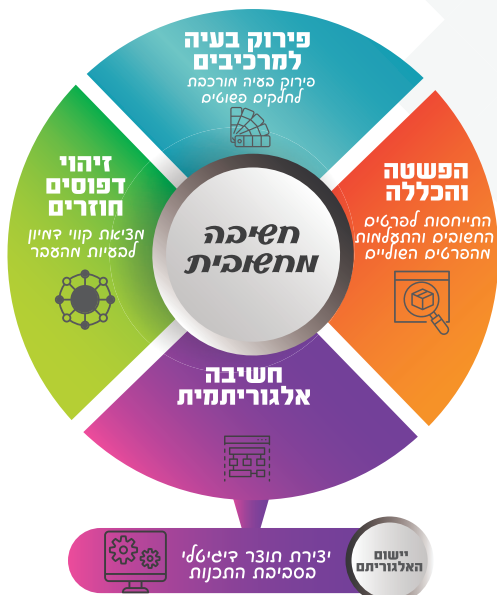 פירוק בעיה
למרכיבים
פירוק בעיה מורכבת
לחלקים פשוטים
הפשטה
והכללה
התייחסות לפרטים
החשובים והתעלמות
מהפרטים השוליים
זיהוי
דפוסים
חוזרים
מציאת קווי דמיון
לבעיות מהעבר
חשיבה
מחשובית
חשיבה
אלגוריתמית
יישום
האלגוריתם
יצירת תוצר דיגיטלי
בסביבת התכנות